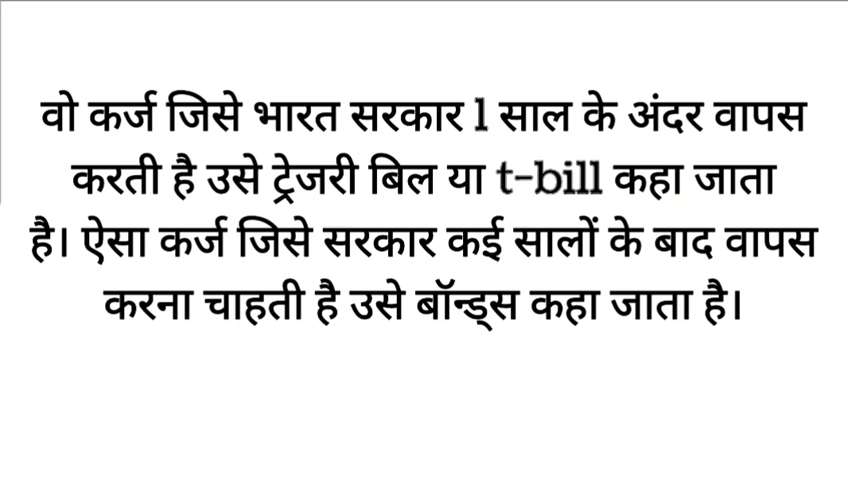 वो कर्ज जिसे भारत सरकार 1 साल के अंदर वापस
करती है उसे ट्रेजरी बिल या t-bill कहा जाता
है। ऐसा कर्ज जिसे सरकार कई सालों के बाद वापस
करना चाहती है उसे बॉन्ड्स कहा जाता है।